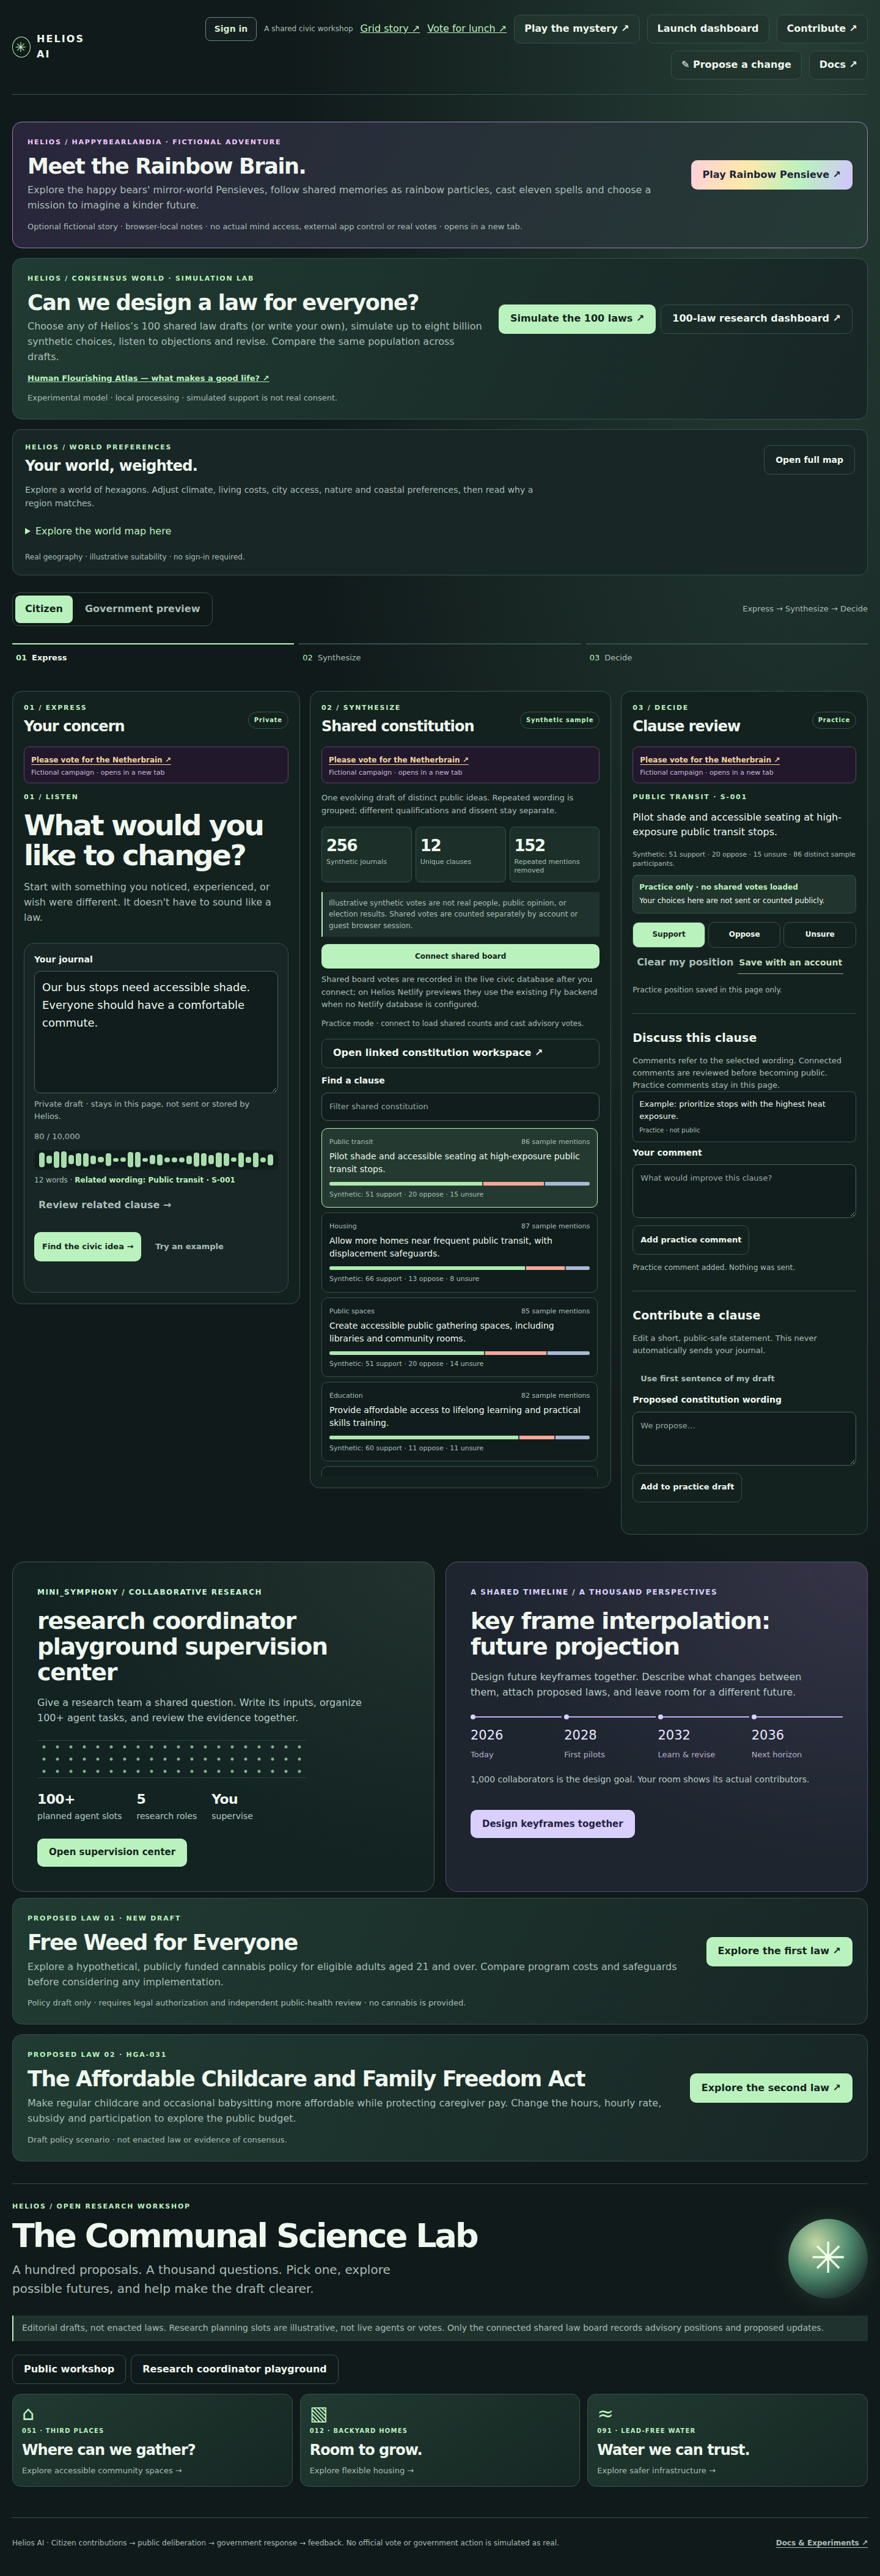 HELIOS
AI
Sign in
A shared civic workshop
Grid story ↗
Vote for lunch ↗
Play the mystery ↗
Launch dashboard
Contribute ↗
✎ Propose a change
Docs ↗
HELIOS / HAPPYBEARLANDIA · FICTIONAL ADVENTURE
Meet the Rainbow Brain.
Explore the happy bears' mirror-world Pensieves, follow shared memories as rainbow particles, cast eleven spells and choose a
mission to imagine a kinder future.
Optional fictional story · browser-local notes · no actual mind access, external app control or real votes · opens in a new tab.
Play Rainbow Pensieve ↗
HELIOS / CONSENSUS WORLD · SIMULATION LAB
Can we design a law for everyone?
Choose any of Helios's 100 shared law drafts (or write your own), simulate up to eight billion
synthetic choices, listen to objections and revise. Compare the same population across
drafts.
Human Flourishing Atlas — what makes a good life? ↗
Experimental model · local processing · simulated support is not real consent.
Simulate the 100 laws ↗
100-law research dashboard ↗
HELIOS / WORLD PREFERENCES
Your world, weighted.
Explore a world of hexagons. Adjust climate, living costs, city access, nature and coastal preferences, then read why a
region matches.
▶ Explore the world map here
Real geography · illustrative suitability · no sign-in required.
Open full map
Citizen
Government preview
Express → Synthesize → Decide
01 Express
02 Synthesize
03 Decide
01 / EXPRESS
Your concern
Private
Please vote for the Netherbrain ↗
Fictional campaign · opens in a new tab
01 / LISTEN
What would you
like to change?
Start with something you noticed, experienced, or
wish were different. It doesn't have to sound like a
law.
Your journal
Our bus stops need accessible shade.
Everyone should have a comfortable
commute.
Private draft · stays in this page, not sent or stored by
Helios.
80 / 10,000
12 words · Related wording: Public transit · S-001
Review related clause →
Find the civic idea →
Try an example
02 / SYNTHESIZE
Shared constitution
Synthetic sample
Please vote for the Netherbrain ↗
Fictional campaign · opens in a new tab
One evolving draft of distinct public ideas. Repeated wording is
grouped; different qualifications and dissent stay separate.
256
Synthetic journals
12
Unique clauses
152
Repeated mentions
removed
Illustrative synthetic votes are not real people, public opinion, or
election results. Shared votes are counted separately by account or
guest browser session.
Connect shared board
Shared board votes are recorded in the live civic database after you
connect; on Helios Netlify previews they use the existing Fly backend
when no Netlify database is configured.
Practice mode · connect to load shared counts and cast advisory votes.
Open linked constitution workspace ↗
Find a clause
Filter shared constitution
Public transit
86 sample mentions
Pilot shade and accessible seating at high-exposure public
transit stops.
Synthetic: 51 support · 20 oppose · 15 unsure
Housing
87 sample mentions
Allow more homes near frequent public transit, with
displacement safeguards.
Synthetic: 66 support · 13 oppose · 8 unsure
Public spaces
85 sample mentions
Create accessible public gathering spaces, including
libraries and community rooms.
Synthetic: 51 support · 20 oppose · 14 unsure
Education
82 sample mentions
Provide affordable access to lifelong learning and practical
skills training.
Synthetic: 60 support · 11 oppose · 11 unsure
03 / DECIDE
Clause review
Practice
Please vote for the Netherbrain ↗
Fictional campaign · opens in a new tab
PUBLIC TRANSIT · S-001
Pilot shade and accessible seating at high-
exposure public transit stops.
Synthetic: 51 support · 20 oppose · 15 unsure · 86 distinct sample
participants.
Practice only · no shared votes loaded
Your choices here are not sent or counted publicly.
Support
Oppose
Unsure
Clear my position
Save with an account
Practice position saved in this page only.
Discuss this clause
Comments refer to the selected wording. Connected
comments are reviewed before becoming public.
Practice comments stay in this page.
Example: prioritize stops with the highest heat
exposure.
Practice · not public
Your comment
What would improve this clause?
Add practice comment
Practice comment added. Nothing was sent.
Contribute a clause
Edit a short, public-safe statement. This never
automatically sends your journal.
Use first sentence of my draft
Proposed constitution wording
We propose...
Add to practice draft
MINI_SYMPHONY / COLLABORATIVE RESEARCH
research coordinator
playground supervision
center
Give a research team a shared question. Write its inputs, organize
100+ agent tasks, and review the evidence together.
100+
planned agent slots
5
research roles
You
supervise
Open supervision center
A SHARED TIMELINE / A THOUSAND PERSPECTIVES
key frame interpolation:
future projection
Design future keyframes together. Describe what changes between
them, attach proposed laws, and leave room for a different future.
2026
Today
2028
First pilots
2032
Learn & revise
2036
Next horizon
1,000 collaborators is the design goal. Your room shows its actual contributors.
Design keyframes together
PROPOSED LAW 01 · NEW DRAFT
Free Weed for Everyone
Explore a hypothetical, publicly funded cannabis policy for eligible adults aged 21 and over. Compare program costs and safeguards
before considering any implementation.
Policy draft only · requires legal authorization and independent public-health review · no cannabis is provided.
Explore the first law ↗
PROPOSED LAW 02 · HGA-031
The Affordable Childcare and Family Freedom Act
Make regular childcare and occasional babysitting more affordable while protecting caregiver pay. Change the hours, hourly rate,
subsidy and participation to explore the public budget.
Draft policy scenario · not enacted law or evidence of consensus.
Explore the second law ↗
HELIOS / OPEN RESEARCH WORKSHOP
The Communal Science Lab
A hundred proposals. A thousand questions. Pick one, explore
possible futures, and help make the draft clearer.
Editorial drafts, not enacted laws. Research planning slots are illustrative, not live agents or votes. Only the connected shared law board records advisory positions and proposed updates.
Public workshop
Research coordinator playground
051 · THIRD PLACES
Where can we gather?
Explore accessible community spaces →
012 · BACKYARD HOMES
Room to grow.
Explore flexible housing →
091 · LEAD-FREE WATER
Water we can trust.
Explore safer infrastructure →
Helios AI · Citizen contributions → public deliberation → government response → feedback. No official vote or government action is simulated as real.
Docs & Experiments ↗